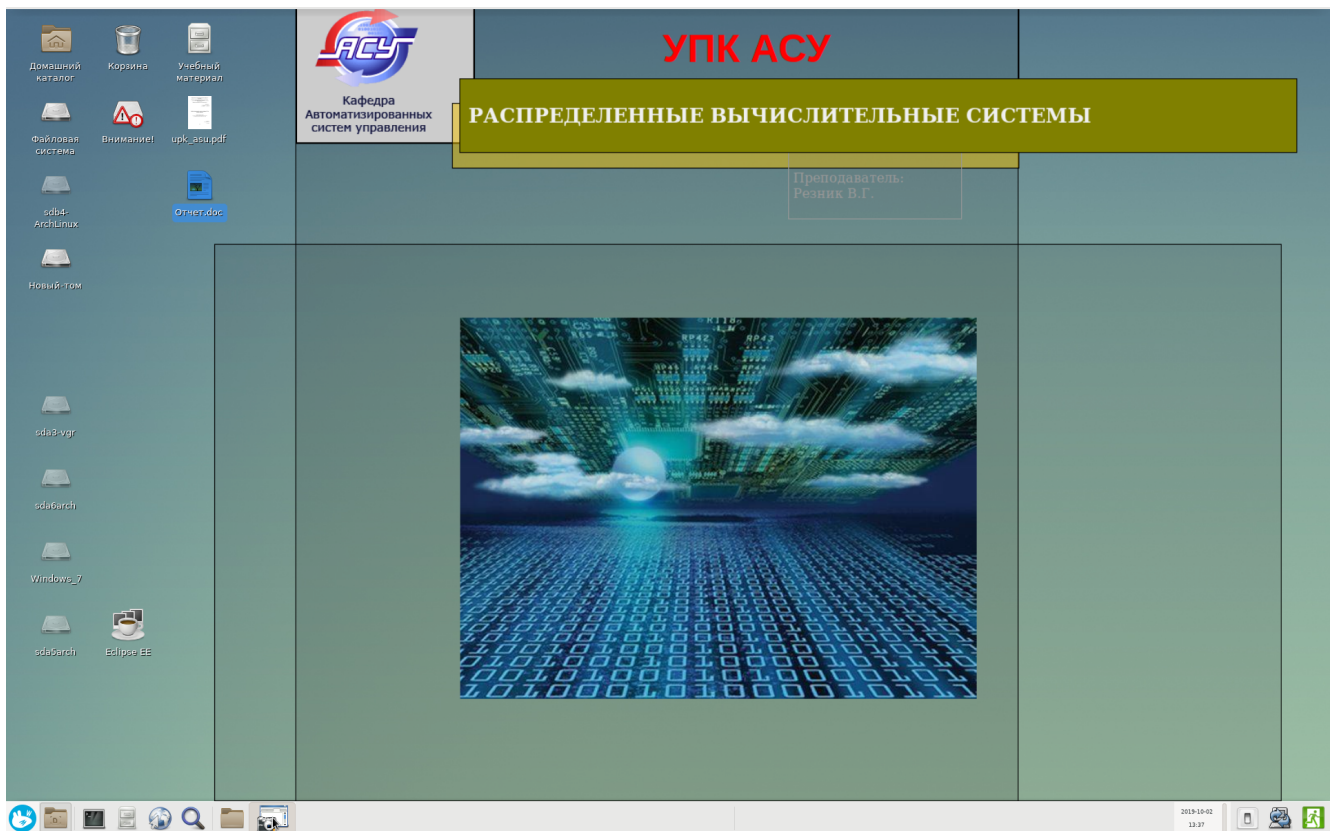 Домашний
каталог
Корзина
Учебный
материал
АСУ
Кафедра
Автоматизированных
систем управления
УПК АСУ
РАСПРЕДЕЛЕННЫЕ ВЫЧИСЛИТЕЛЬНЫЕ СИСТЕМЫ
Преподаватель:
Резник В.Г.
Файловая
система
Внимание!
upk_asu.pdf
sdb4-
ArchLinux
Отчет.doc
Новый-том
sda3-vgr
sda6arch
Windows_7
sda5arch
Eclipse EE
2019-10-02
13:37